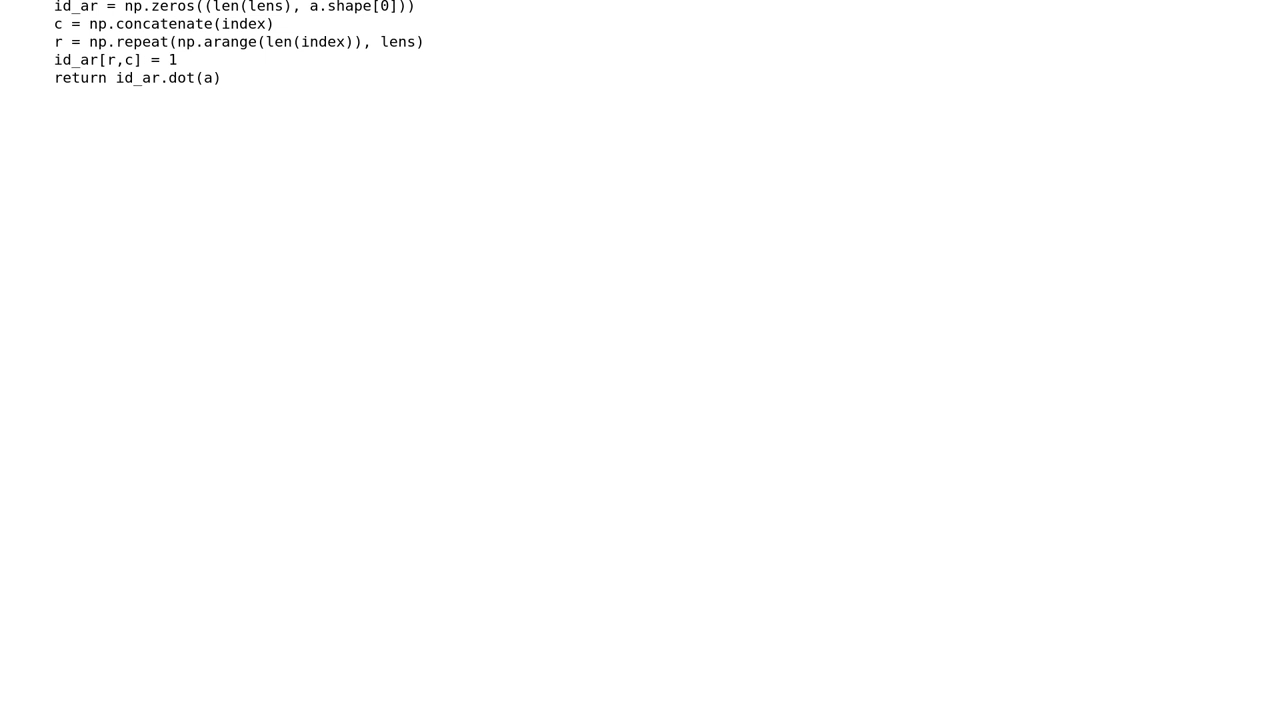 id_ar = np.zeros((len(lens), a.shape[0]))
c = np.concatenate(index)
r = np.repeat(np.arange(len(index)), lens)
id_ar[r,c] = 1
return id_ar.dot(a)